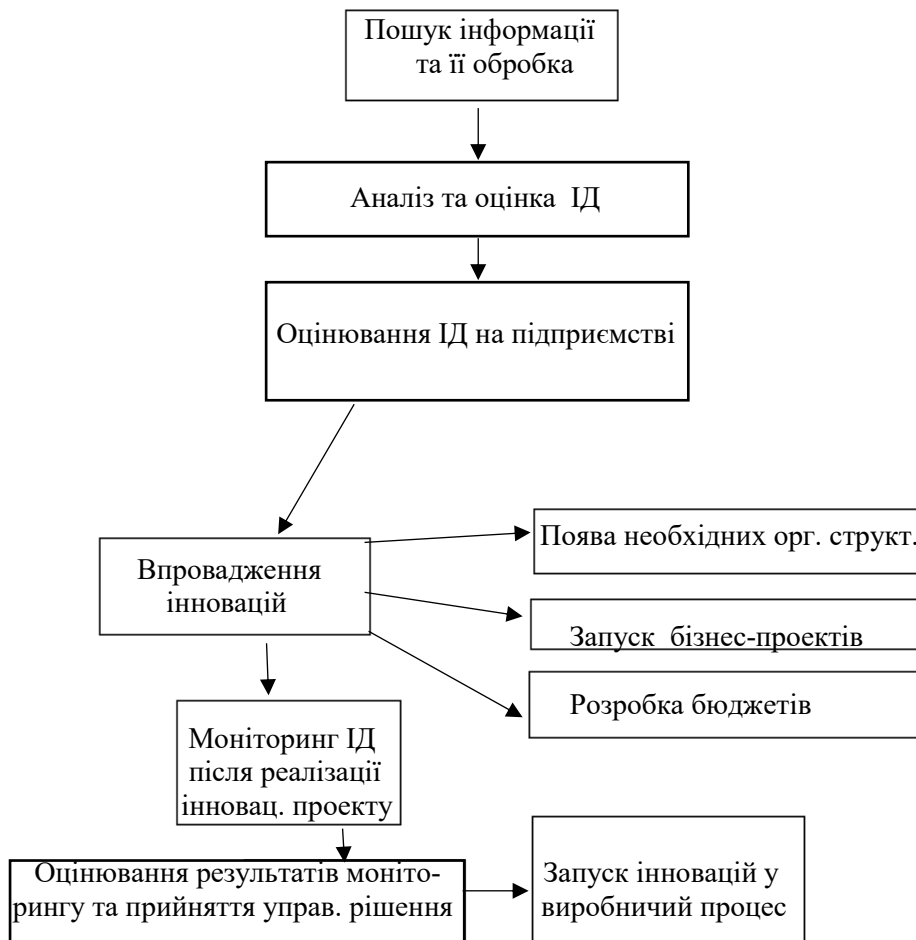 Пошук інформації
та її обробка
Аналіз та оцінка ІД
Оцінювання ІД на підприємстві
Впровадження
інновацій
Поява необхідних орг. структ.
Запуск бізнес-проектів
Розробка бюджетів
Моніторинг ІД
після реалізації
інновац. проекту
Оцінювання результатів моніто-
рингу та прийняття управ. рішення
Запуск інновацій у
виробничий процес